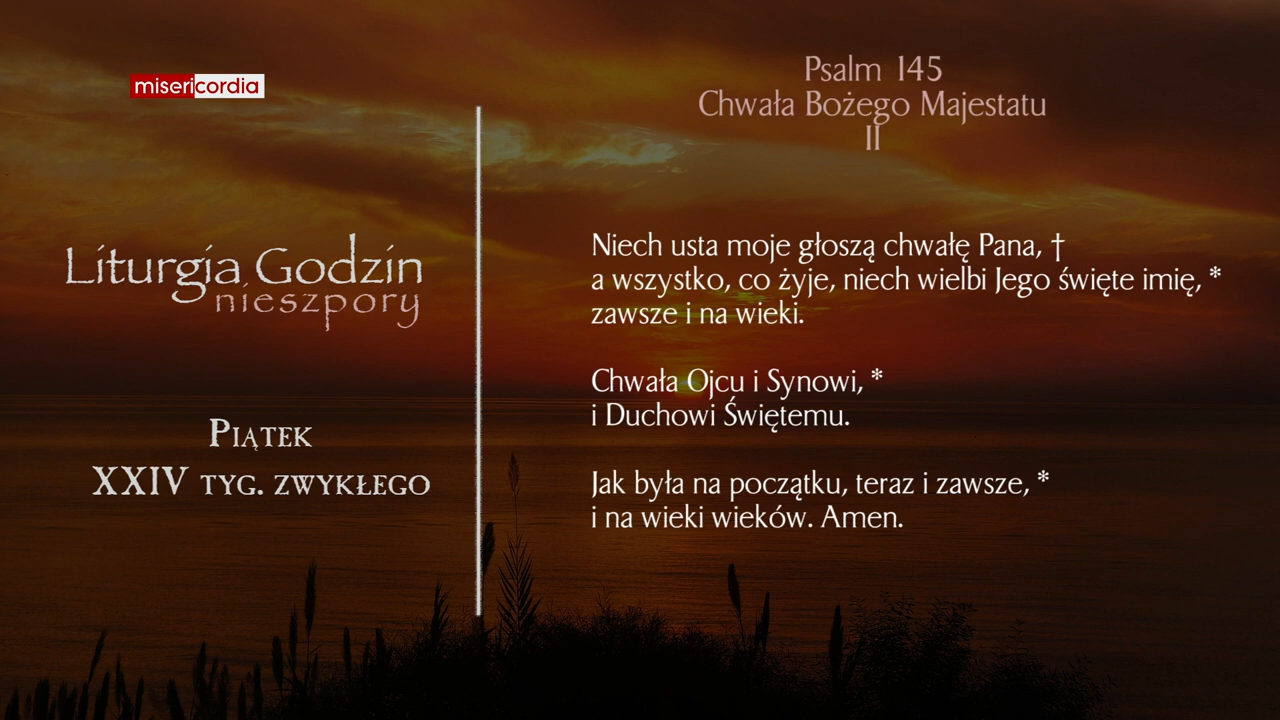 misericordia
Liturgia Godzin
nieszpory
Piątek
XXIV tyg. zwykłego
Psalm 145
Chwała Bożego Majestatu
II
Niech usta moje głoszą chwałę Pana, †
a wszystko, co żyje, niech wielbi Jego święte imię, *
zawsze i na wieki.
Chwała Ojcu i Synowi, *
i Duchowi Świętemu.
Jak była na początku, teraz i zawsze, *
i na wieki wieków. Amen.